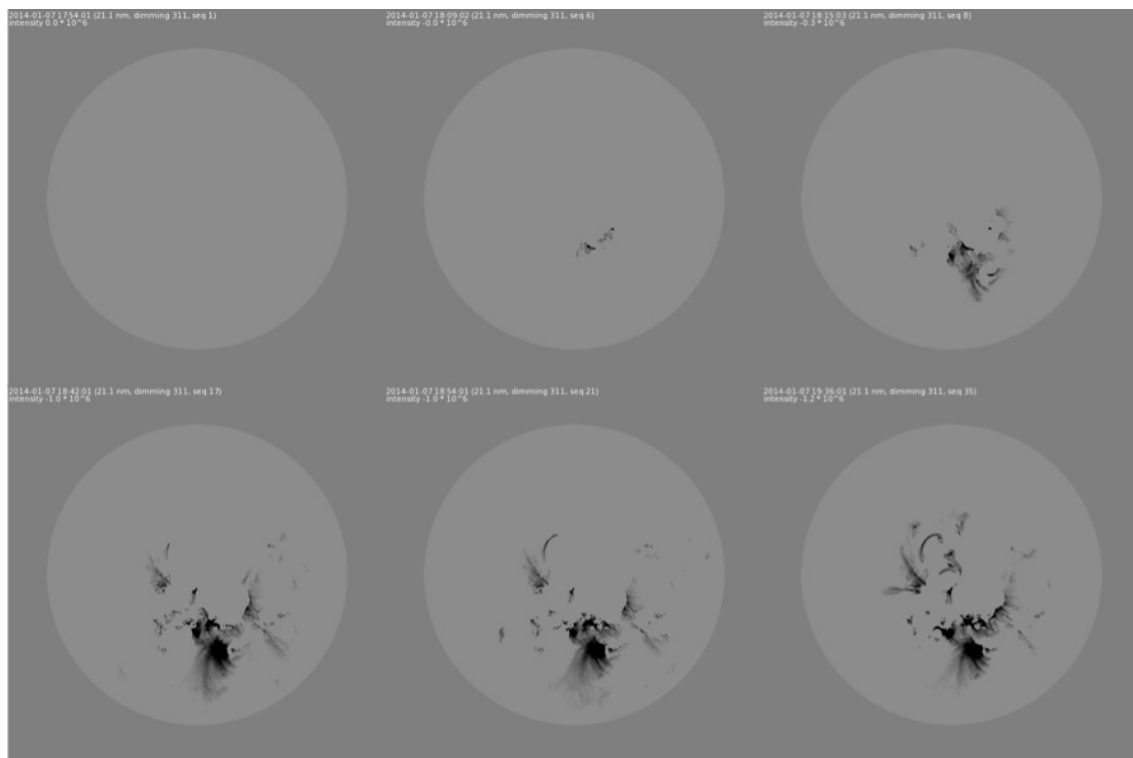 2014-01-07 17:54:01 (21.1 nm, dimming 311, seq 1)
intensity 0.0 * 10^6
2014-01-07 18:09:02 (21.1 nm, dimming 311, seq 6)
intensity -0.0 * 10^6
2014-01-07 18:15:03 (21.1 nm, dimming 311, seq 8)
intensity -0.3 * 10^6
2014-01-07 18:42:01 (21.1 nm, dimming 311, seq 17)
intensity -1.0 * 10^6
2014-01-07 18:54:01 (21.1 nm, dimming 311, seq 21)
intensity -1.0 * 10^6
2014-01-07 19:36:01 (21.1 nm, dimming 311, seq 35)
intensity -1.2 * 10^6